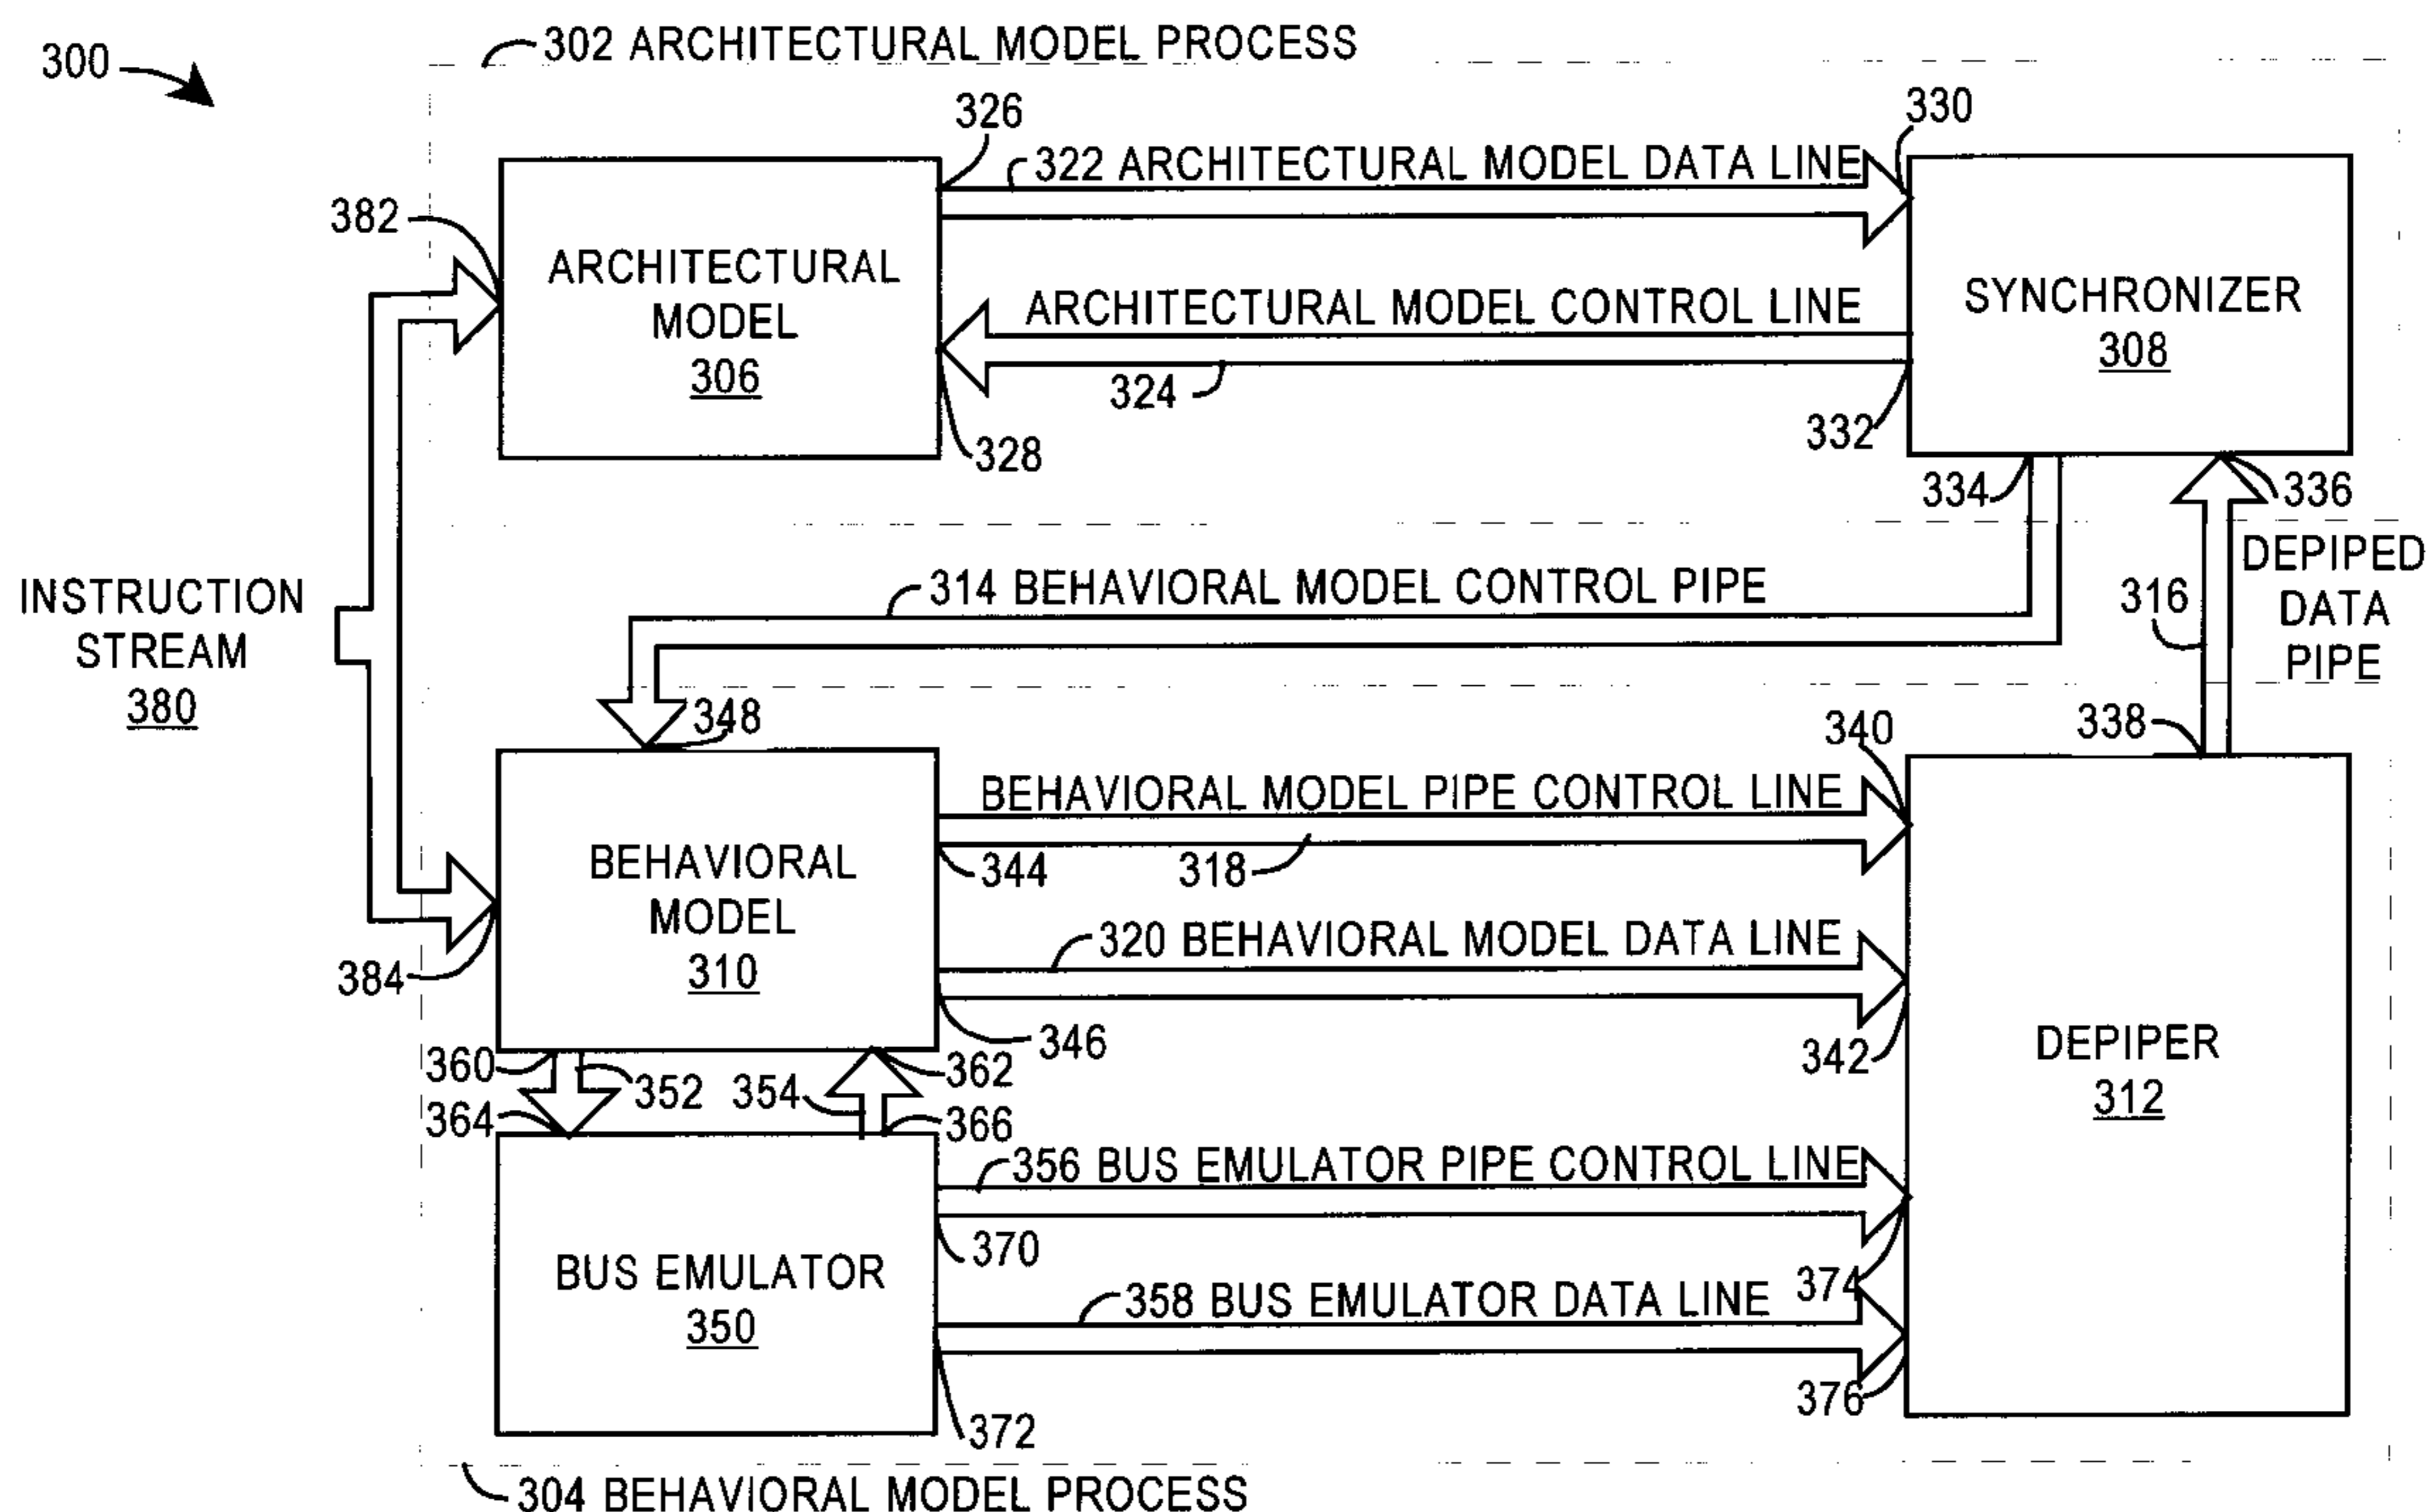 302 ARCHITECTURAL MODEL PROCESS
300
326
330
322 ARCHITECTURAL MODEL DATA LINE
382
ARCHITECTURAL
MODEL
306
ARCHITECTURAL MODEL CONTROL LINE
324
328
332
SYNCHRONIZER
308
334
336
DEPIPED
DATA
PIPE
316
314 BEHAVIORAL MODEL CONTROL PIPE
INSTRUCTION
STREAM
380
348
338
340
BEHAVIORAL MODEL PIPE CONTROL LINE
344
318
BEHAVIORAL
MODEL
310
320 BEHAVIORAL MODEL DATA LINE
384
346
342
DEPIPER
312
360
352
354
362
364
366
356 BUS EMULATOR PIPE CONTROL LINE
370
374
BUS EMULATOR
350
358 BUS EMULATOR DATA LINE
376
372
304 BEHAVIORAL MODEL PROCESS